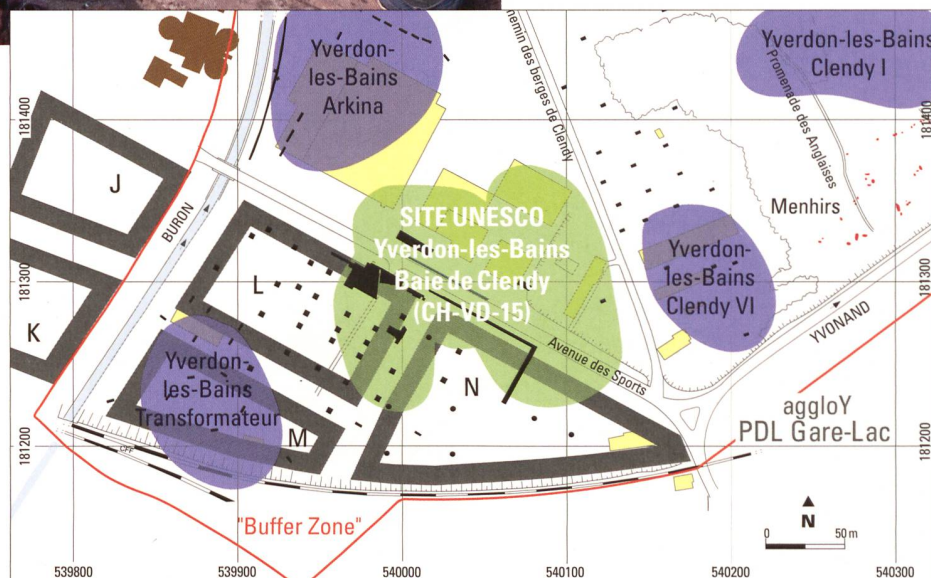 Yverdon-
les-Bains
Arkina
Chemin des berges de Clendy
Yverdon-les-Bains
Clendy I
Promenade des Anglaises
181400
181400
J
BURON
Menhirs
SITE UNESCO
Yverdon-les-Bains
Baie de Clendy
(CH-VD-15)
Yverdon-
les-Bains
Clendy VI
181300
181300
L
K
YVONAND
Avenue des Sports
Yverdon-
les-Bains
Transformateur
N
M
aggloY
PDL Gare-Lac
181200
181200
CFF
"Buffer Zone"
N
0 50 m
539800
539900
540000
540100
540200
540300